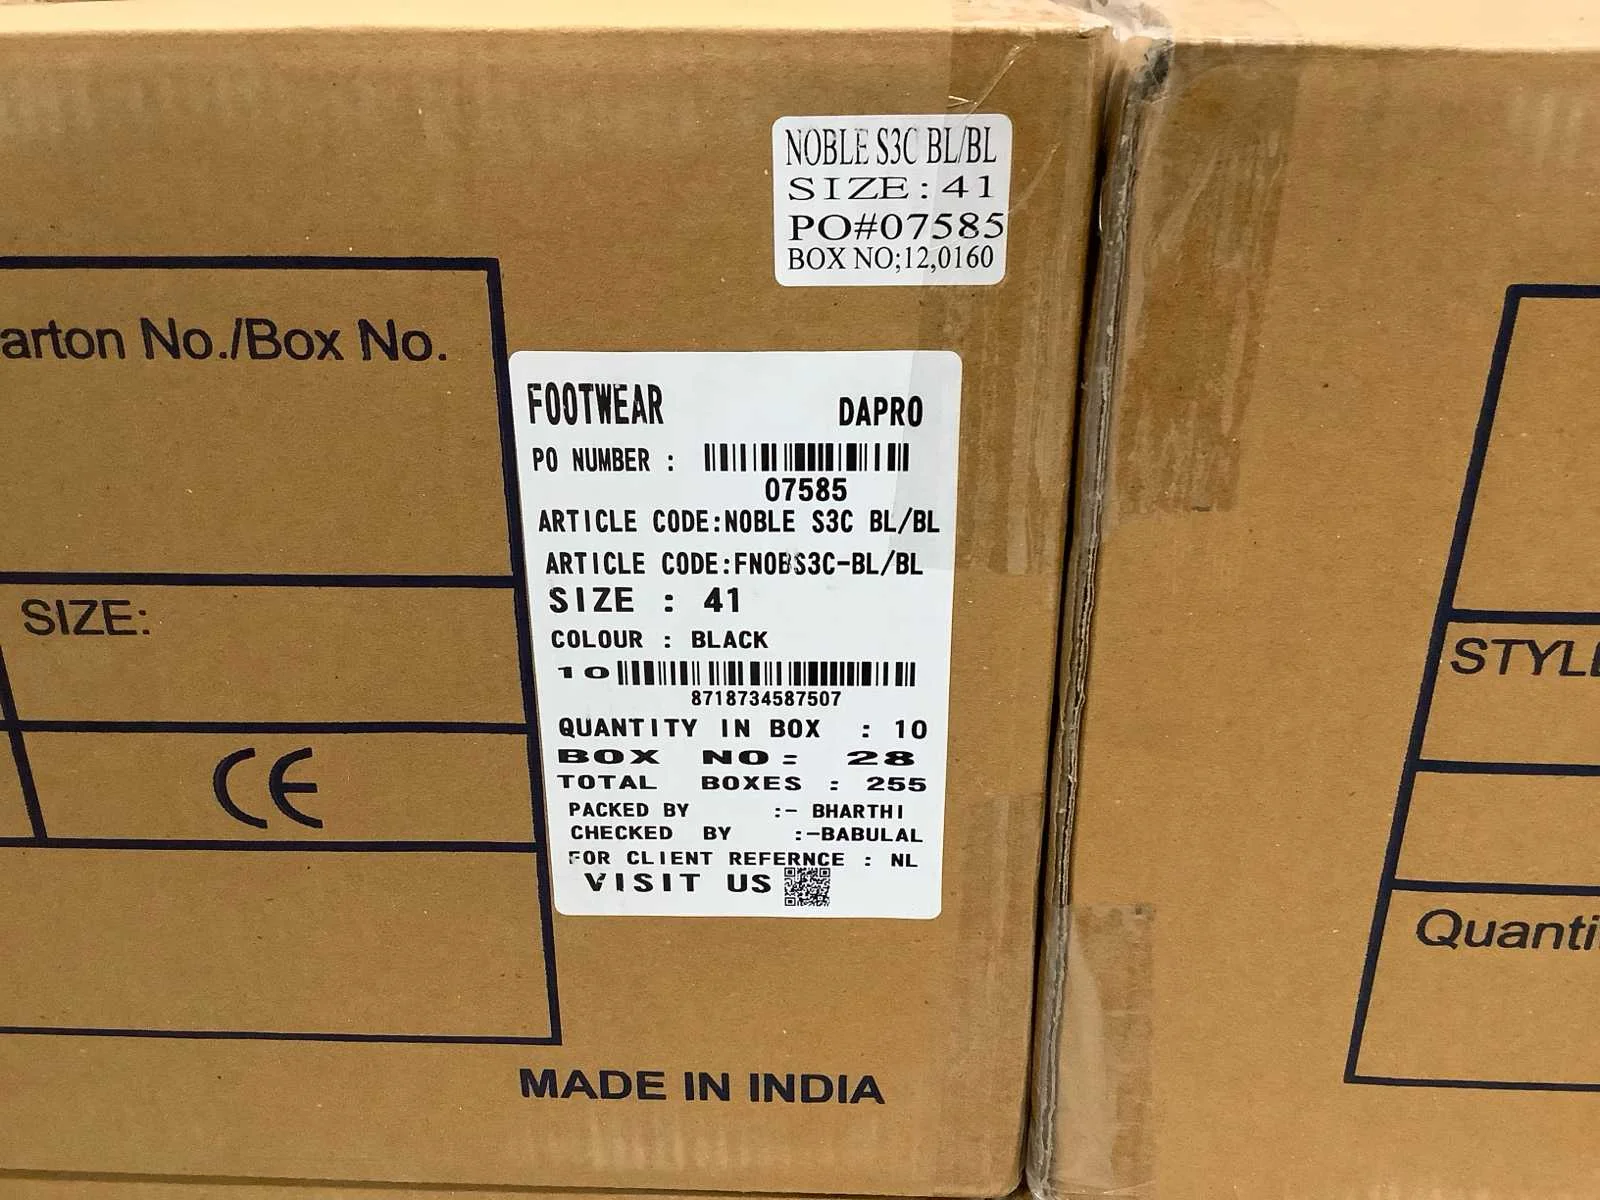 NOBLE S3C BL/BL
SIZE: 41
PO#07585
BOX NO;12,0160
arton No./Box No.
SIZE:
CE
FOOTWEAR DAPRO
PO NUMBER :
07585
ARTICLE CODE:NOBLE S3C BL/BL
ARTICLE CODE:FNOBS3C-BL/BL
SIZE : 41
COLOUR : BLACK
10
8718734587507
QUANTITY IN BOX : 10
BOX NO: 28
TOTAL BOXES : 255
PACKED BY :- BHARTHI
CHECKED BY :-BABULAL
FOR CLIENT REFERNCE : NL
VISIT US
MADE IN INDIA
STYLE
Quanti